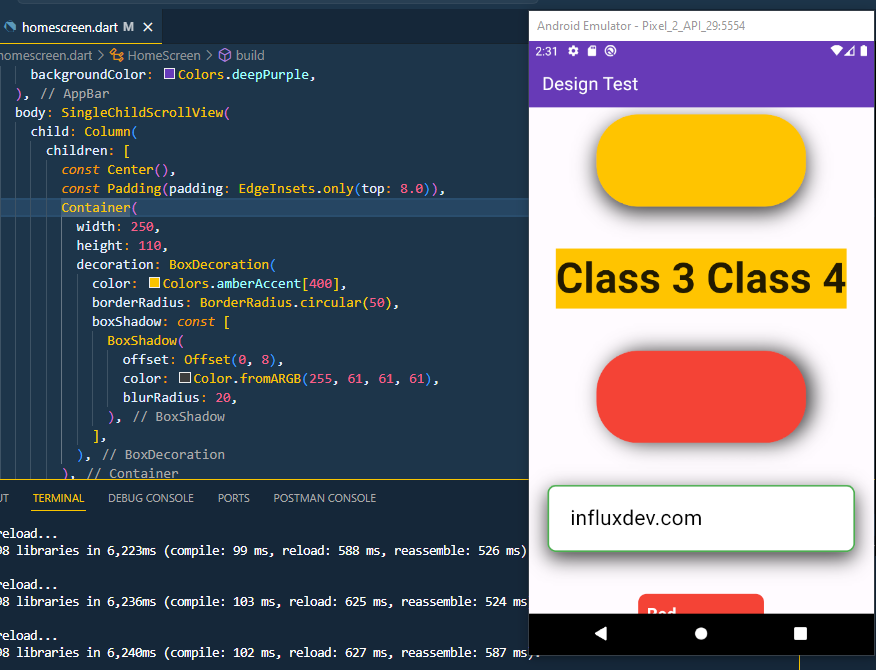 homescreen.dart M
homescreen.dart > HomeScreen > build
backgroundColor: Colors.deepPurple,
), // AppBar
body: SingleChildScrollView(
child: Column(
children: [
const Center(),
const Padding(padding: EdgeInsets.only(top: 8.0)),
Container(
width: 250,
height: 110,
decoration: BoxDecoration(
color: Colors.amberAccent[400],
borderRadius: BorderRadius.circular(50),
boxShadow: const [
BoxShadow(
offset: Offset(0, 8),
color: Color.fromARGB(255, 61, 61, 61),
blurRadius: 20,
), // BoxShadow
],
), // BoxDecoration
), // Container
UT TERMINAL DEBUG CONSOLE PORTS POSTMAN CONSOLE
reload...
98 libraries in 6,223ms (compile: 99 ms, reload: 588 ms, reassemble: 526 ms)
reload...
98 libraries in 6,236ms (compile: 103 ms, reload: 625 ms, reassemble: 524 ms
reload...
98 libraries in 6,240ms (compile: 102 ms, reload: 627 ms, reassemble: 587 ms).
Android Emulator - Pixel_2_API_29:5554
2:31
Design Test
Class 3 Class 4
influxdev.com
Red